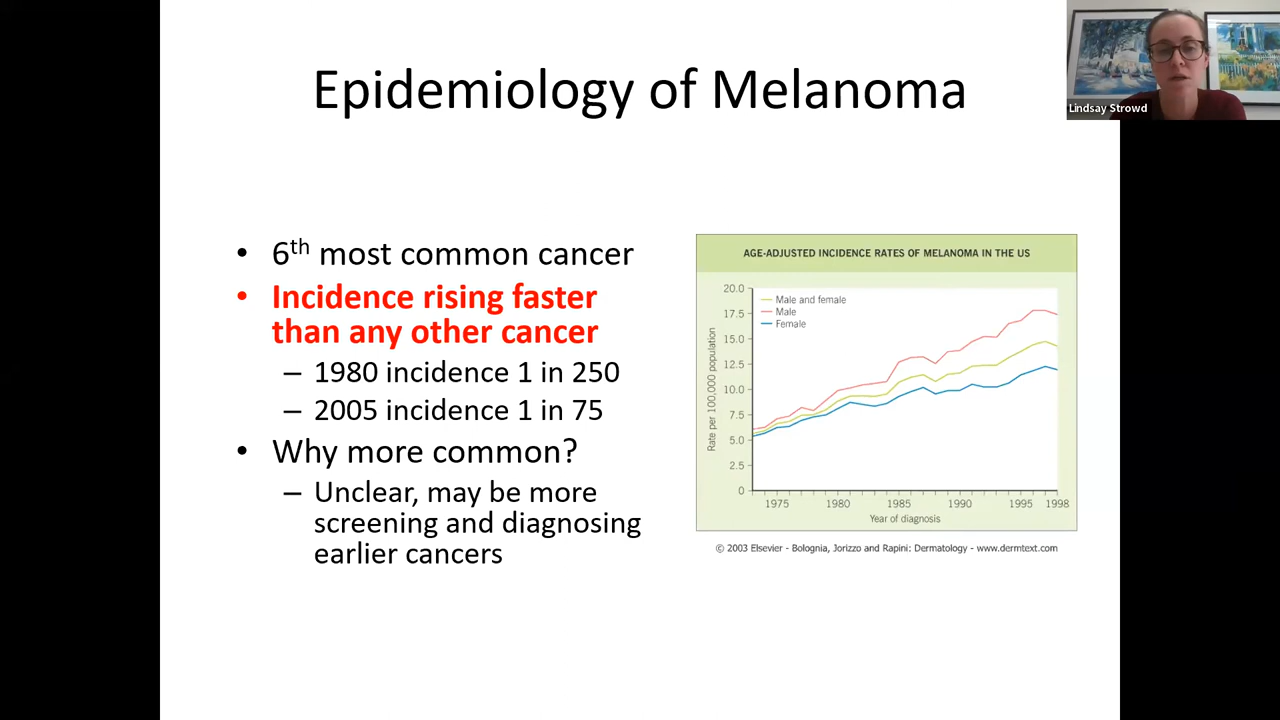 Epidemiology of Melanoma
Lindsay Strowd
• 6th most common cancer
• Incidence rising faster
than any other cancer
– 1980 incidence 1 in 250
– 2005 incidence 1 in 75
• Why more common?
– Unclear, may be more
screening and diagnosing
earlier cancers
AGE-ADJUSTED INCIDENCE RATES OF MELANOMA IN THE US
Rate per 100,000 population
20.0
17.5
15.0
12.5
10.0
7.5
5.0
2.5
0
Male and female
Male
Female
1975 1980 1985 1990 1995 1998
Year of diagnosis
© 2003 Elsevier - Bolognia, Jorizzo and Rapini: Dermatology - www.dermtext.com